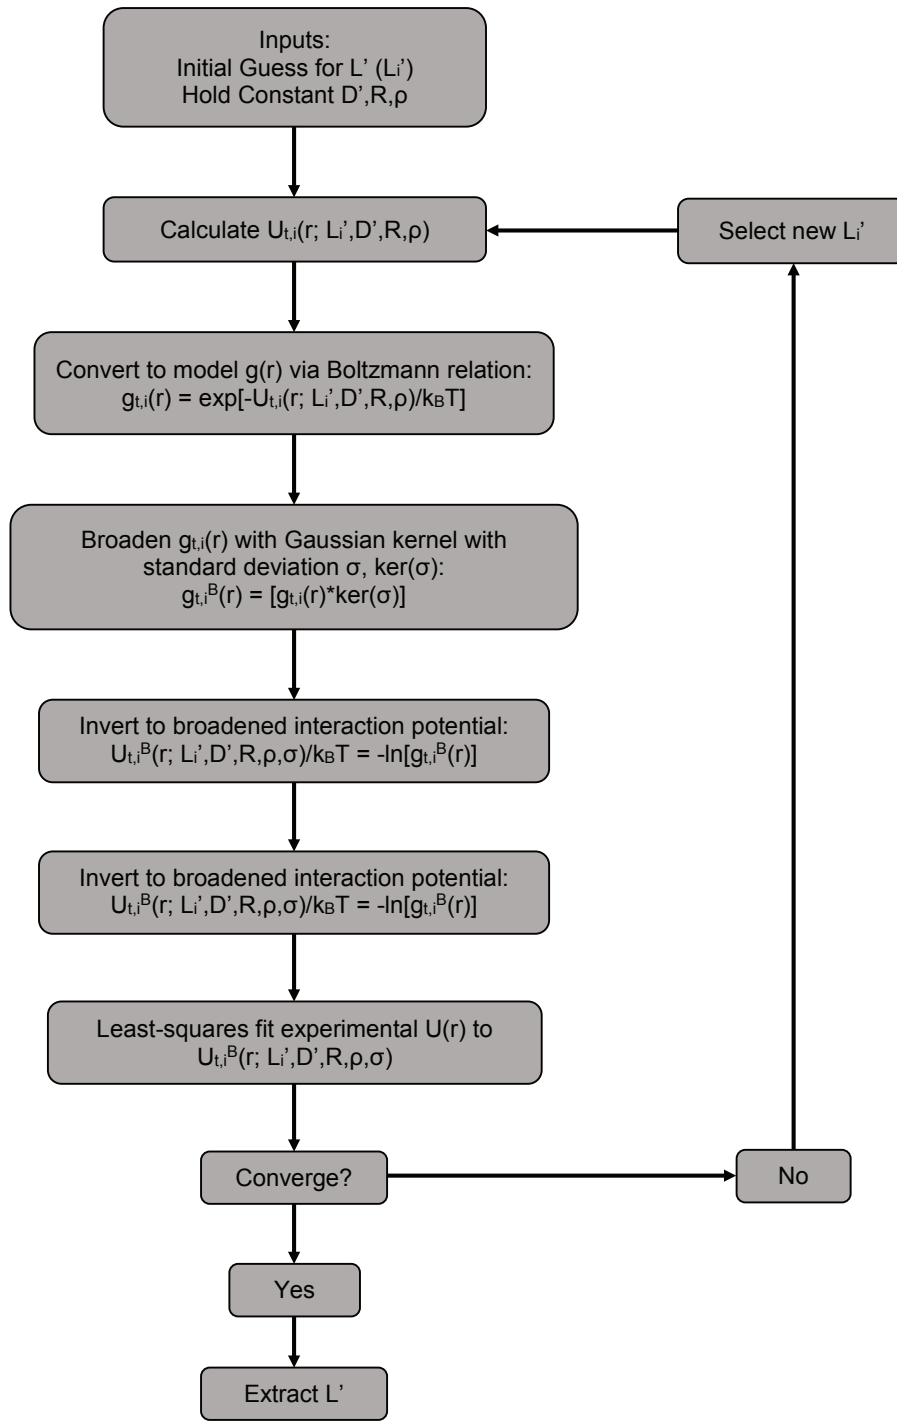 Inputs:
Initial Guess for L’ (Lᵢ’)
Hold Constant D’,R,ρ
Calculate Uₜ,ᵢ(r; Lᵢ’,D’,R,ρ)
Select new Lᵢ’
Convert to model g(r) via Boltzmann relation:
gₜ,ᵢ(r) = exp[-Uₜ,ᵢ(r; Lᵢ’,D’,R,ρ)/k_BT]
Broaden gₜ,ᵢ(r) with Gaussian kernel with
standard deviation σ, ker(σ):
gₜ,ᵢᴮ(r) = [gₜ,ᵢ(r)*ker(σ)]
Invert to broadened interaction potential:
Uₜ,ᵢᴮ(r; Lᵢ’,D’,R,ρ,σ)/k_BT = -ln[gₜ,ᵢᴮ(r)]
Invert to broadened interaction potential:
Uₜ,ᵢᴮ(r; Lᵢ’,D’,R,ρ,σ)/k_BT = -ln[gₜ,ᵢᴮ(r)]
Least-squares fit experimental U(r) to
Uₜ,ᵢᴮ(r; Lᵢ’,D’,R,ρ,σ)
Converge?
No
Yes
Extract L’